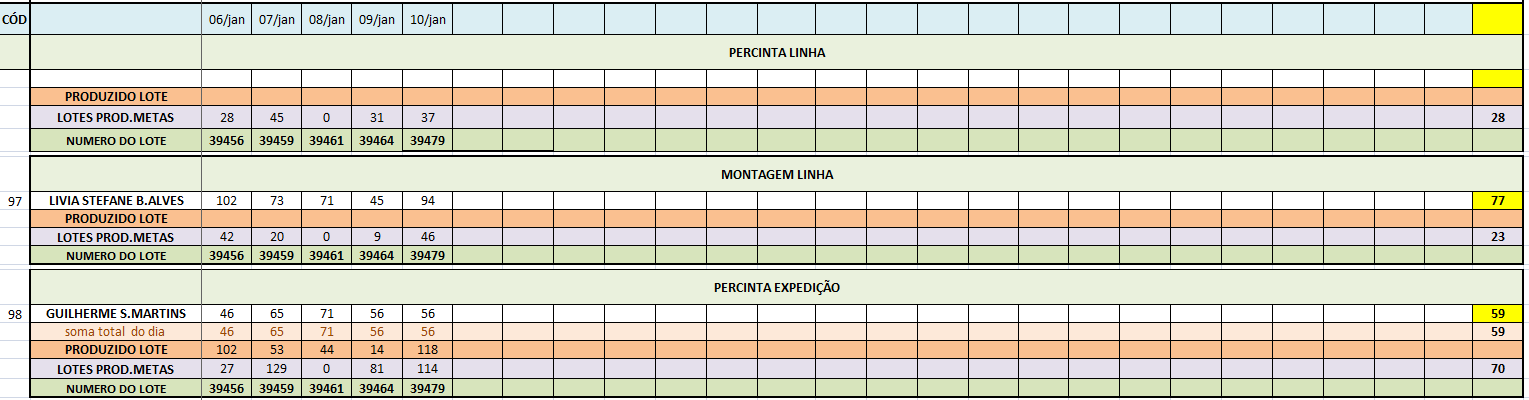 CÓD 06/jan 07/jan 08/jan 09/jan 10/jan
PERCINTA LINHA
PRODUZIDO LOTE
LOTES PROD.METAS 28 45 0 31 37 28
NUMERO DO LOTE 39456 39459 39461 39464 39479
MONTAGEM LINHA
97 LIVIA STEFANE B.ALVES 102 73 71 45 94 77
PRODUZIDO LOTE
LOTES PROD.METAS 42 20 0 9 46 23
NUMERO DO LOTE 39456 39459 39461 39464 39479
PERCINTA EXPEDIÇÃO
98 GUILHERME S.MARTINS 46 65 71 56 56 59
soma total do dia 46 65 71 56 56 59
PRODUZIDO LOTE 102 53 44 14 118
LOTES PROD.METAS 27 129 0 81 114 70
NUMERO DO LOTE 39456 39459 39461 39464 39479